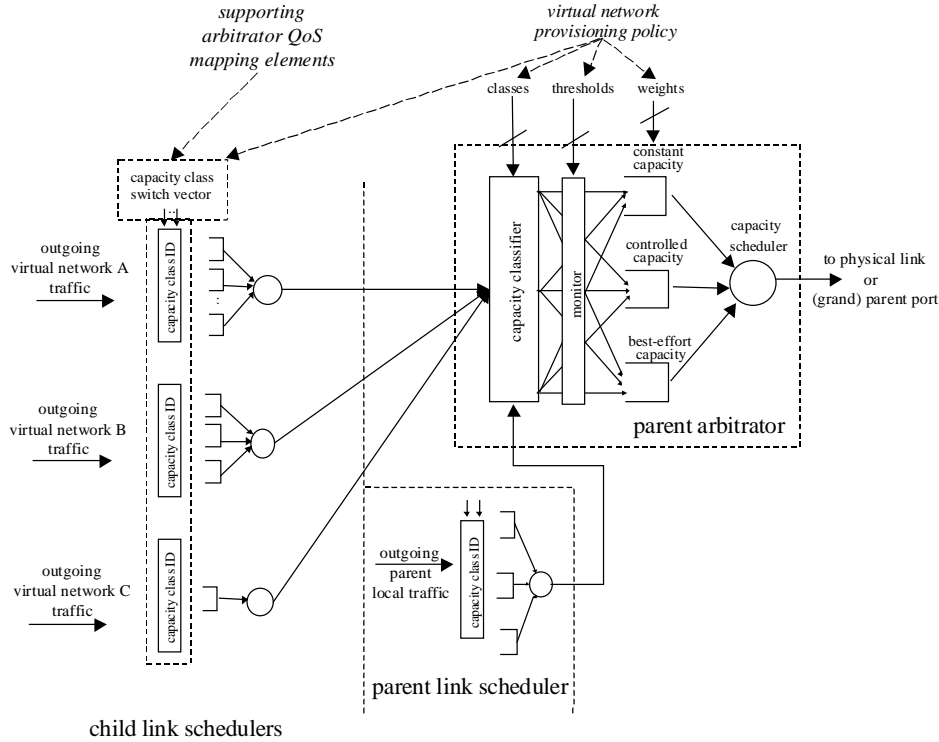 supporting
arbitrator QoS
mapping elements
virtual network
provisioning policy
classes
thresholds
weights
capacity class
switch vector
...
outgoing
virtual network A
traffic
capacity class ID
...
outgoing
virtual network B
traffic
capacity class ID
outgoing
virtual network C
traffic
capacity class ID
child link schedulers
outgoing
parent
local traffic
capacity class ID
parent link scheduler
capacity classifier
monitor
constant
capacity
controlled
capacity
best-effort
capacity
capacity
scheduler
parent arbitrator
to physical link
or
(grand) parent port